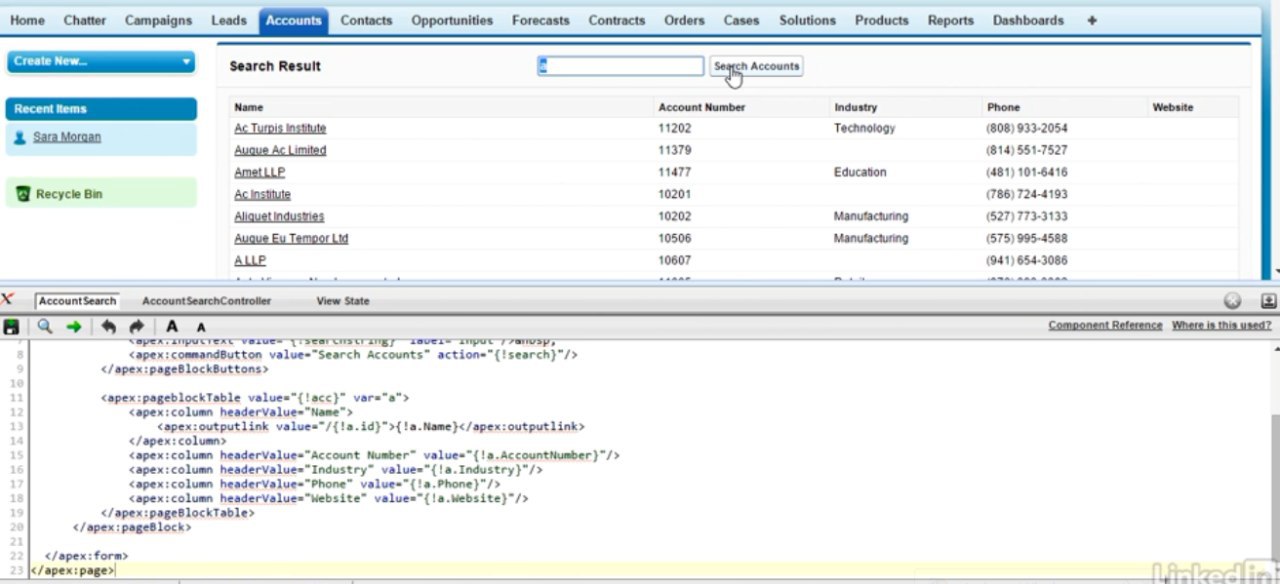 Home Chatter Campaigns Leads Accounts Contacts Opportunities Forecasts Contracts Orders Cases Solutions Products Reports Dashboards +
Create New...
Search Result a Search Accounts
Recent Items
Sara Morgan
Recycle Bin
Name Account Number Industry Phone Website
Ac Turpis Institute 11202 Technology (808) 933-2054
Augue Ac Limited 11379 (814) 551-7527
Amet LLP 11477 Education (481) 101-6416
Ac Institute 10201 (786) 724-4193
Aliquet Industries 10202 Manufacturing (527) 773-3133
Augue Eu Tempor Ltd 10506 Manufacturing (575) 995-4588
A LLP 10607 (941) 654-3086
AccountSearch AccountSearchController View State
A A Component Reference Where is this used?
7 <apex:inputText value="{!searchstring}" label="Input"/>&nbsp;
8 <apex:commandButton value="Search Accounts" action="{!search}"/>
9 </apex:pageBlockButtons>
10
11 <apex:pageblockTable value="{!acc}" var="a">
12 <apex:column headerValue="Name">
13 <apex:outputlink value="/{!a.id}">{!a.Name}</apex:outputlink>
14 </apex:column>
15 <apex:column headerValue="Account Number" value="{!a.AccountNumber}"/>
16 <apex:column headerValue="Industry" value="{!a.Industry}"/>
17 <apex:column headerValue="Phone" value="{!a.Phone}"/>
18 <apex:column headerValue="Website" value="{!a.Website}"/>
19 </apex:pageBlockTable>
20 </apex:pageBlock>
21
22 </apex:form>
23 </apex:page>
LinkedIn